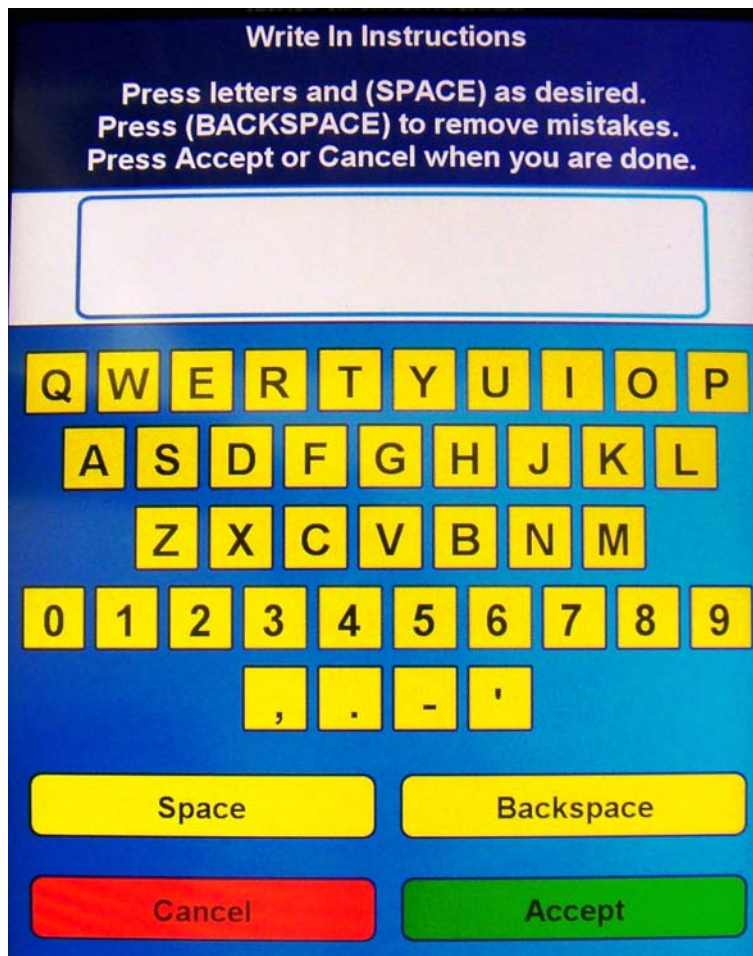 Write In Instructions
Press letters and (SPACE) as desired.
Press (BACKSPACE) to remove mistakes.
Press Accept or Cancel when you are done.
Q W E R T Y U I O P
A S D F G H J K L
Z X C V B N M
0 1 2 3 4 5 6 7 8 9
, . - '
Space Backspace
Cancel Accept